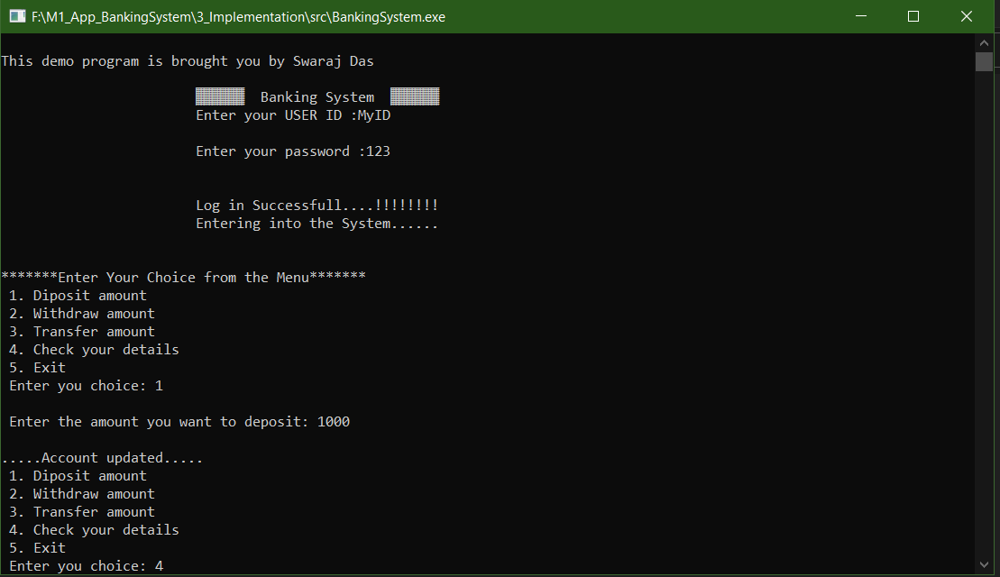 F:\M1_App_BankingSystem\3_Implementation\src\BankingSystem.exe
This demo program is brought you by Swaraj Das
▒▒▒▒▒▒  Banking System  ▒▒▒▒▒▒
Enter your USER ID :MyID
Enter your password :123
Log in Successfull....!!!!!!!!
Entering into the System......
*******Enter Your Choice from the Menu*******
1. Diposit amount
2. Withdraw amount
3. Transfer amount
4. Check your details
5. Exit
Enter you choice: 1
Enter the amount you want to deposit: 1000
.....Account updated.....
1. Diposit amount
2. Withdraw amount
3. Transfer amount
4. Check your details
5. Exit
Enter you choice: 4